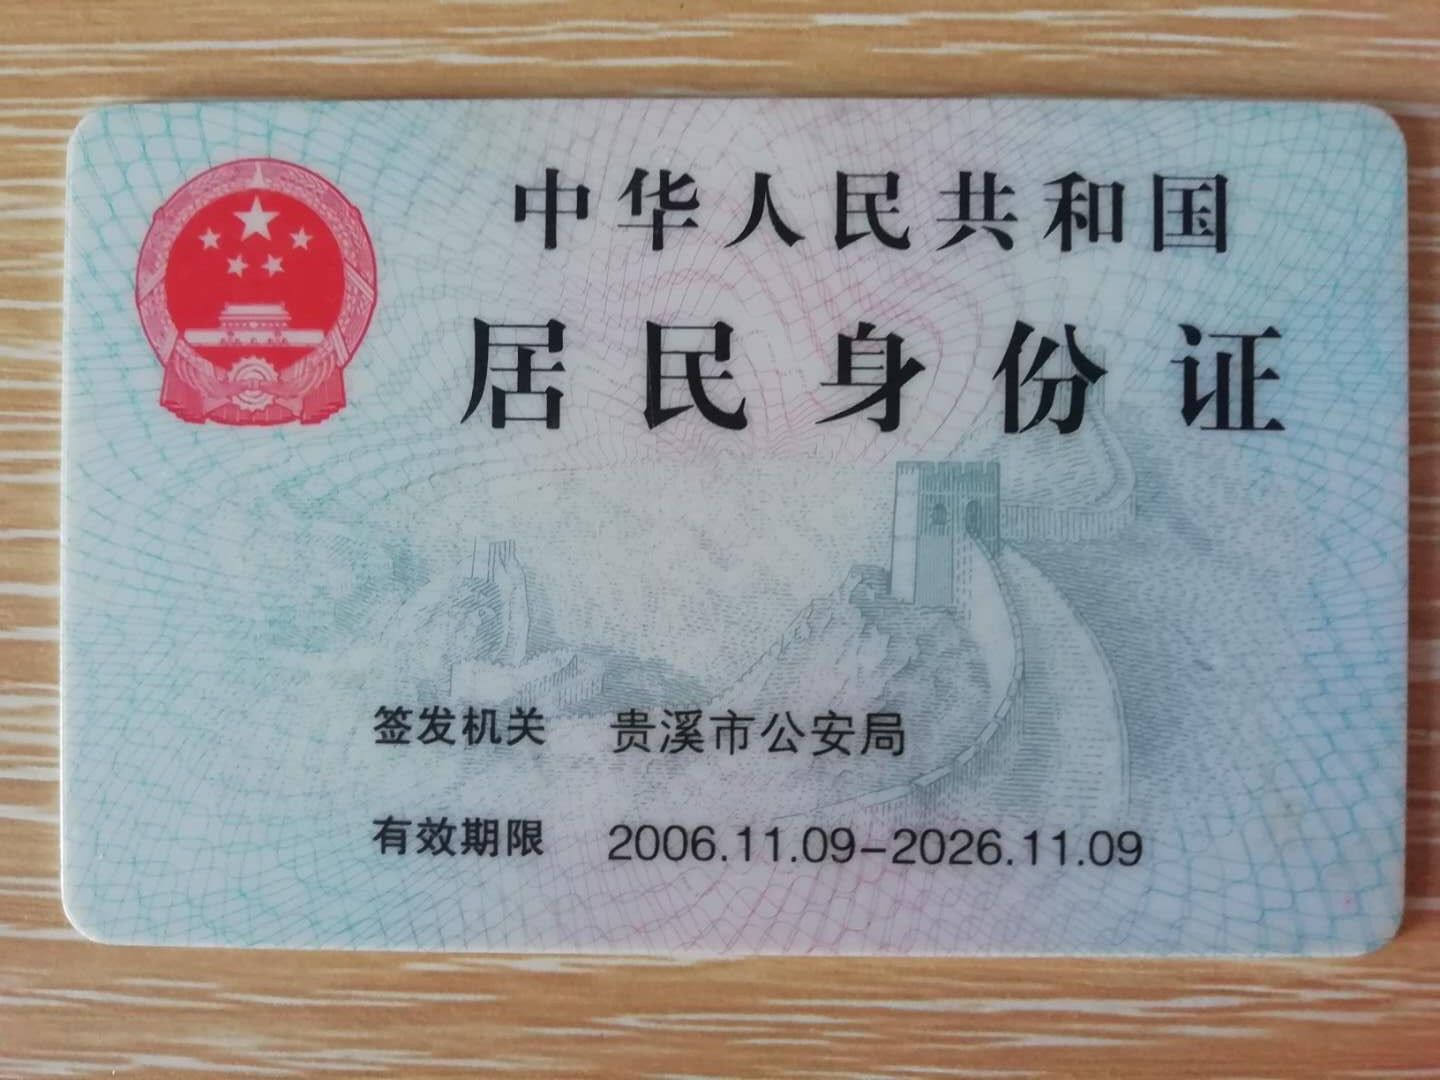 中华人民共和国
居民身份证
签发机关 贵溪市公安局
有效期限 2006.11.09-2026.11.09